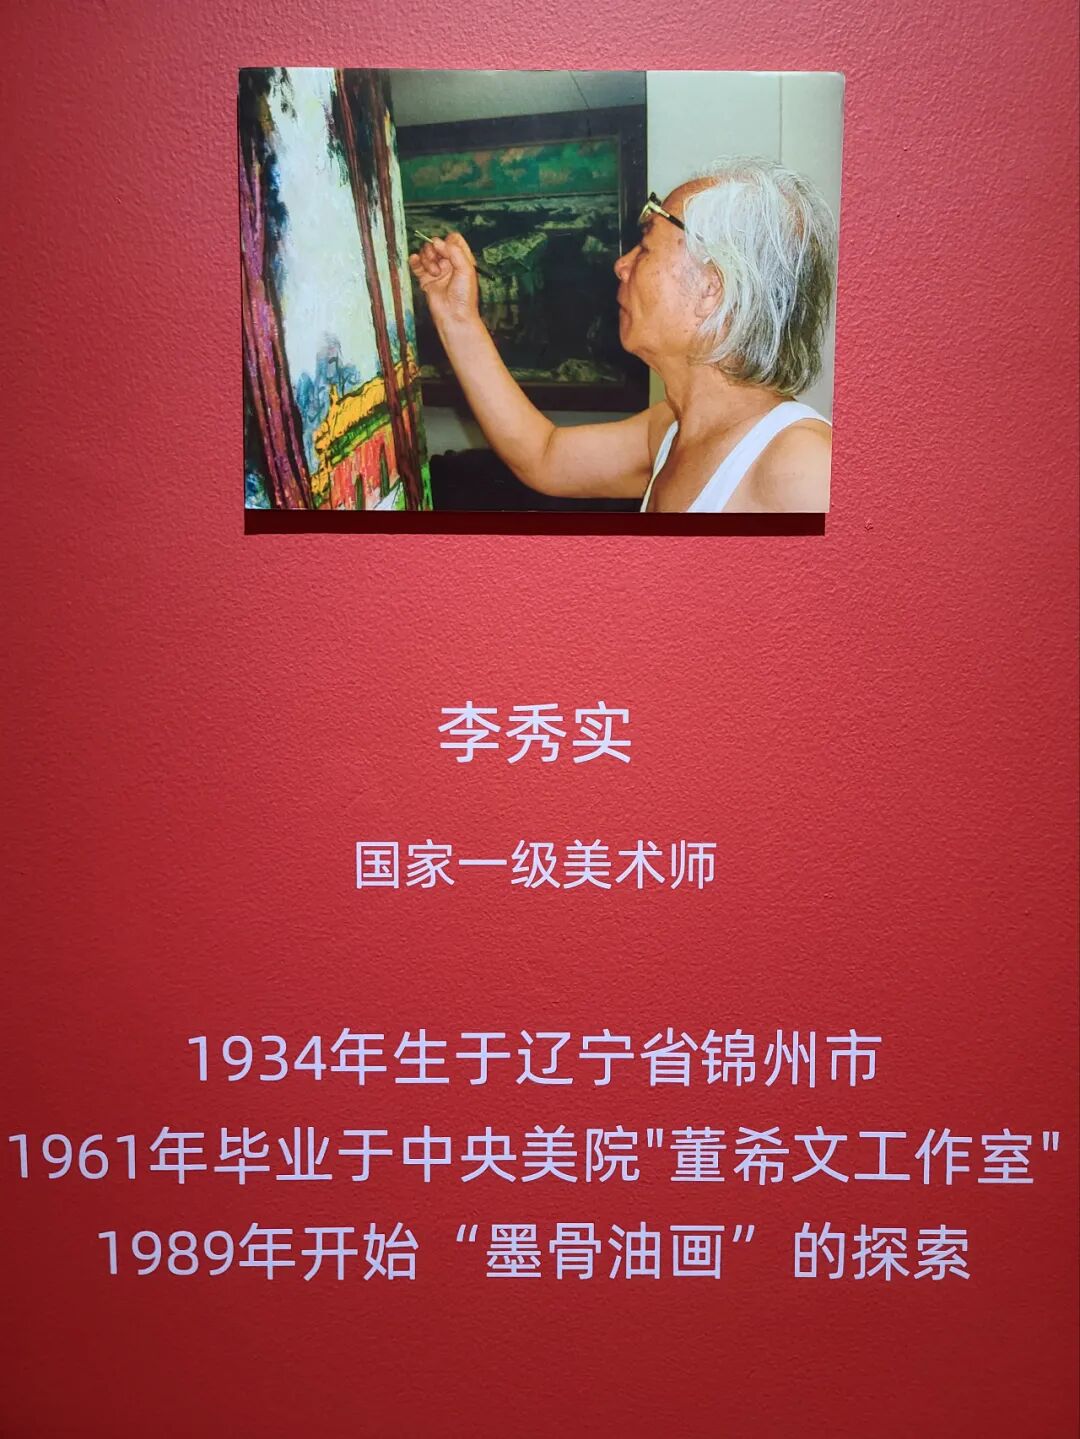 李秀实
国家一级美术师
1934年生于辽宁省锦州市
1961年毕业于中央美院"董希文工作室"
1989年开始“墨骨油画”的探索